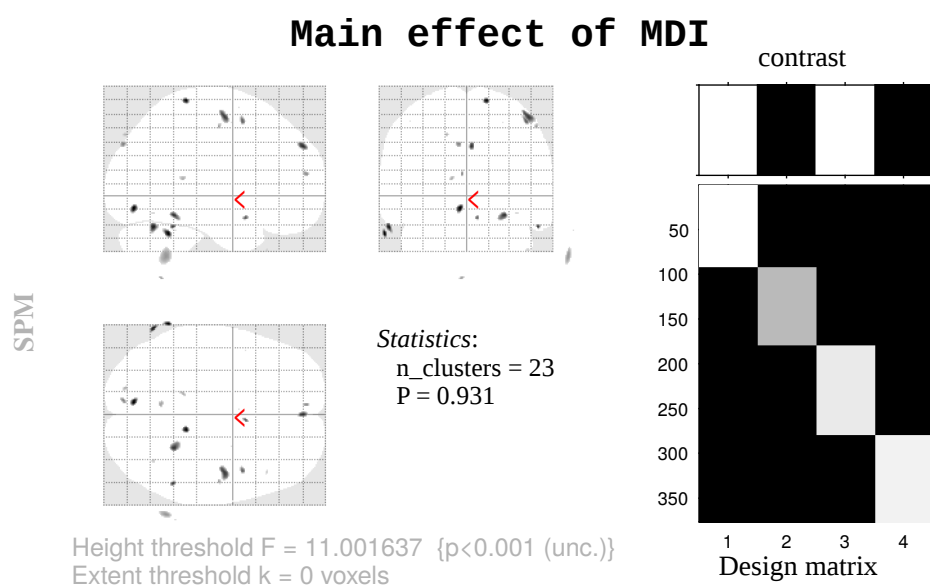 Main effect of MDI
contrast
SPM
Statistics:
n_clusters = 23
P = 0.931
50
100
150
200
250
300
350
1 2 3 4
Design matrix
Height threshold F = 11.001637 {p<0.001 (unc.)}
Extent threshold k = 0 voxels